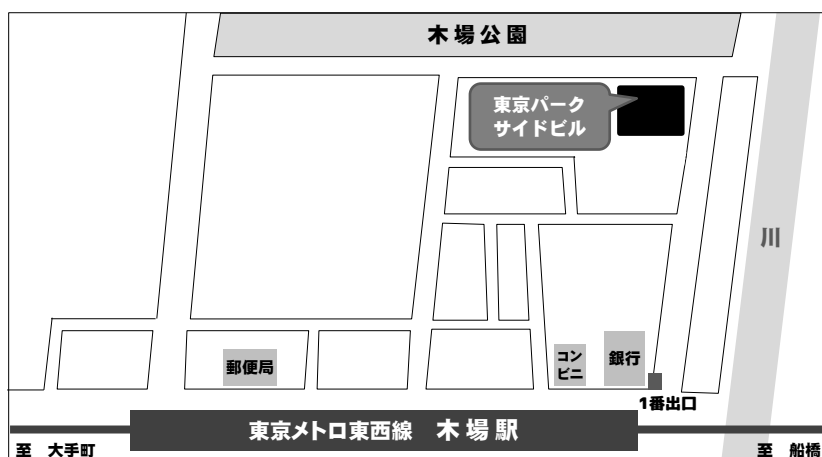 木場公園
東京パーク
サイドビル
川
郵便局
コン
ビニ
銀行
1番出口
東京メトロ東西線 木場駅
至 大手町
至 船橋